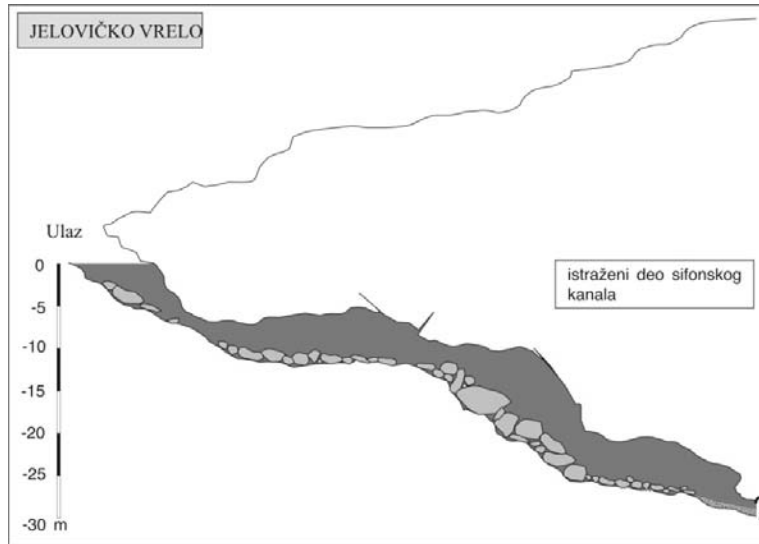 JELOVIČKO VRELO
Ulaz
0
istraženi deo sifonskog
kanala
-5
-10
-15
-20
-25
-30 m